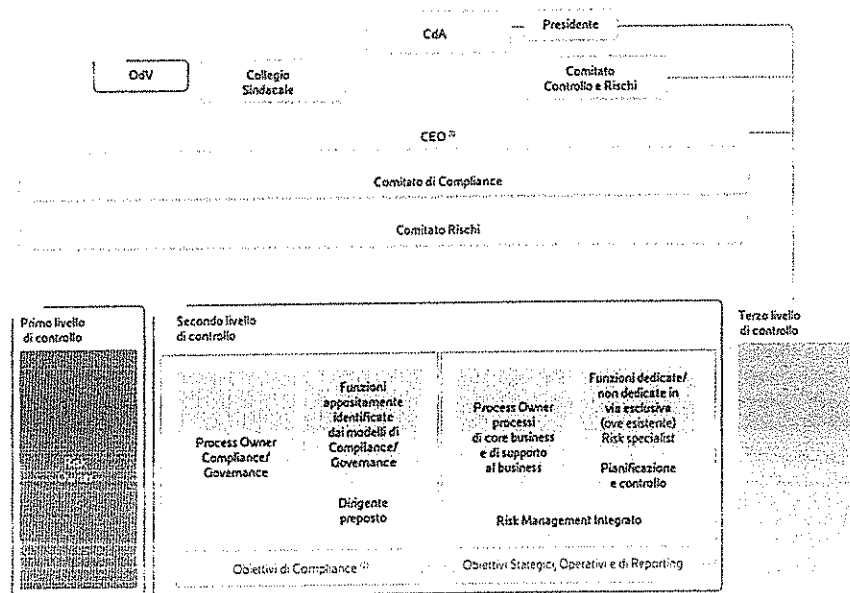 CdA
Presidente
OdV
Collegio
Sindacale
Comitato
Controllo e Rischi
CEO
Comitato di Compliance
Comitato Rischi
Primo livello
di controllo
Secondo livello
di controllo
Terzo livello
di controllo
Process Owner
Compliance/
Governance
Funzioni
appositamente
identificate
dai modelli di
Compliance/
Governance
Dirigente
preposto
Process Owner
processi
di core business
e di supporto
al business
Funzioni dedicate/
non dedicate in
via esclusiva
(ove esistente)
Risk specialist
Pianificazione
e controllo
Risk Management Integrato
Obiettivi di Compliance
Obiettivi Stategici, Operativi e di Reporting